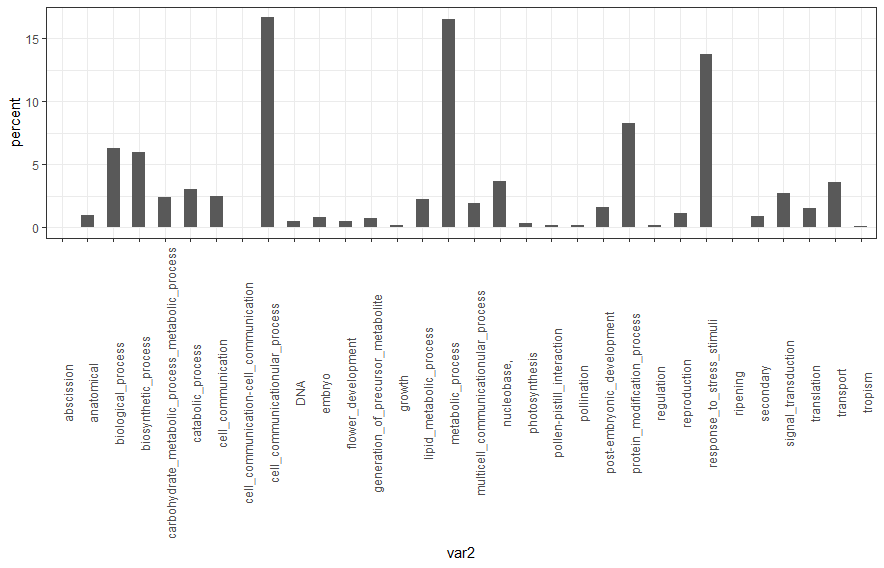 percent
15
10
5
0
abscission
anatomical
biological_process
biosynthetic_process
carbohydrate_metabolic_process_metabolic_process
catabolic_process
cell_communication
cell_communication-cell_communication
cell_communicationular_process
DNA
embryo
flower_development
generation_of_precursor_metabolite
growth
lipid_metabolic_process
metabolic_process
multicell_communicationular_process
nucleobase,
photosynthesis
pollen-pistill_interaction
pollination
post-embryonic_development
protein_modification_process
regulation
reproduction
response_to_stress_stimuli
ripening
secondary
signal_transduction
translation
transport
tropism
var2